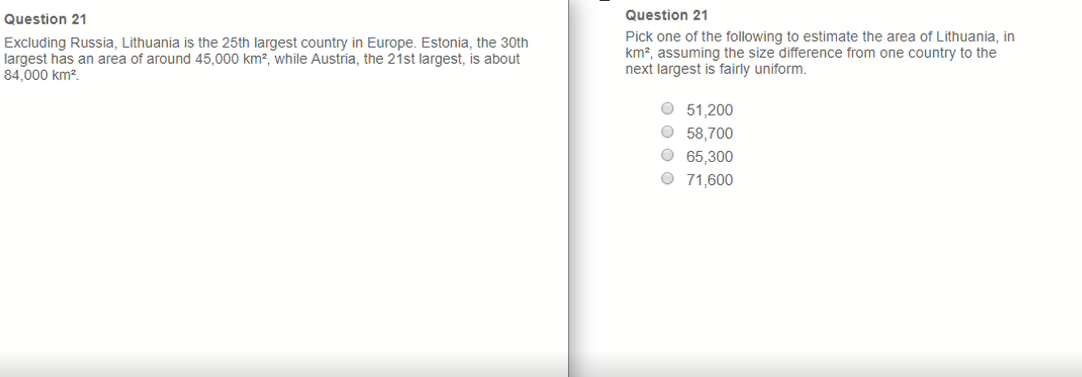 Question 21
Excluding Russia, Lithuania is the 25th largest country in Europe. Estonia, the 30th
largest has an area of around 45,000 km², while Austria, the 21st largest, is about
84,000 km².
Question 21
Pick one of the following to estimate the area of Lithuania, in
km², assuming the size difference from one country to the
next largest is fairly uniform.
51,200
58,700
65,300
71,600